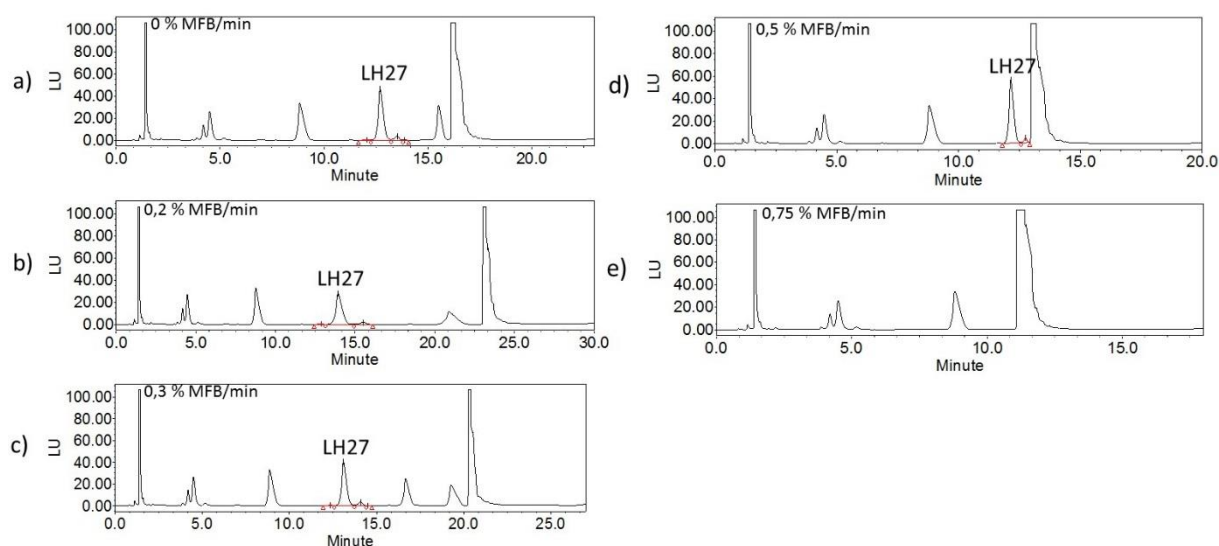 a)
0 % MFB/min
LU
100.00
80.00
60.00
40.00
20.00
0.00
LH27
0.0 5.0 10.0 15.0 20.0
Minute
b)
0,2 % MFB/min
LU
100.00
80.00
60.00
40.00
20.00
0.00
LH27
0.0 5.0 10.0 15.0 20.0 25.0 30.0
Minute
c)
0,3 % MFB/min
LU
100.00
80.00
60.00
40.00
20.00
0.00
LH27
0.0 5.0 10.0 15.0 20.0 25.0
Minute
d)
0,5 % MFB/min
LU
100.00
80.00
60.00
40.00
20.00
0.00
LH27
0.0 5.0 10.0 15.0 20.0
Minute
e)
0,75 % MFB/min
LU
100.00
80.00
60.00
40.00
20.00
0.00
0.0 5.0 10.0 15.0
Minute